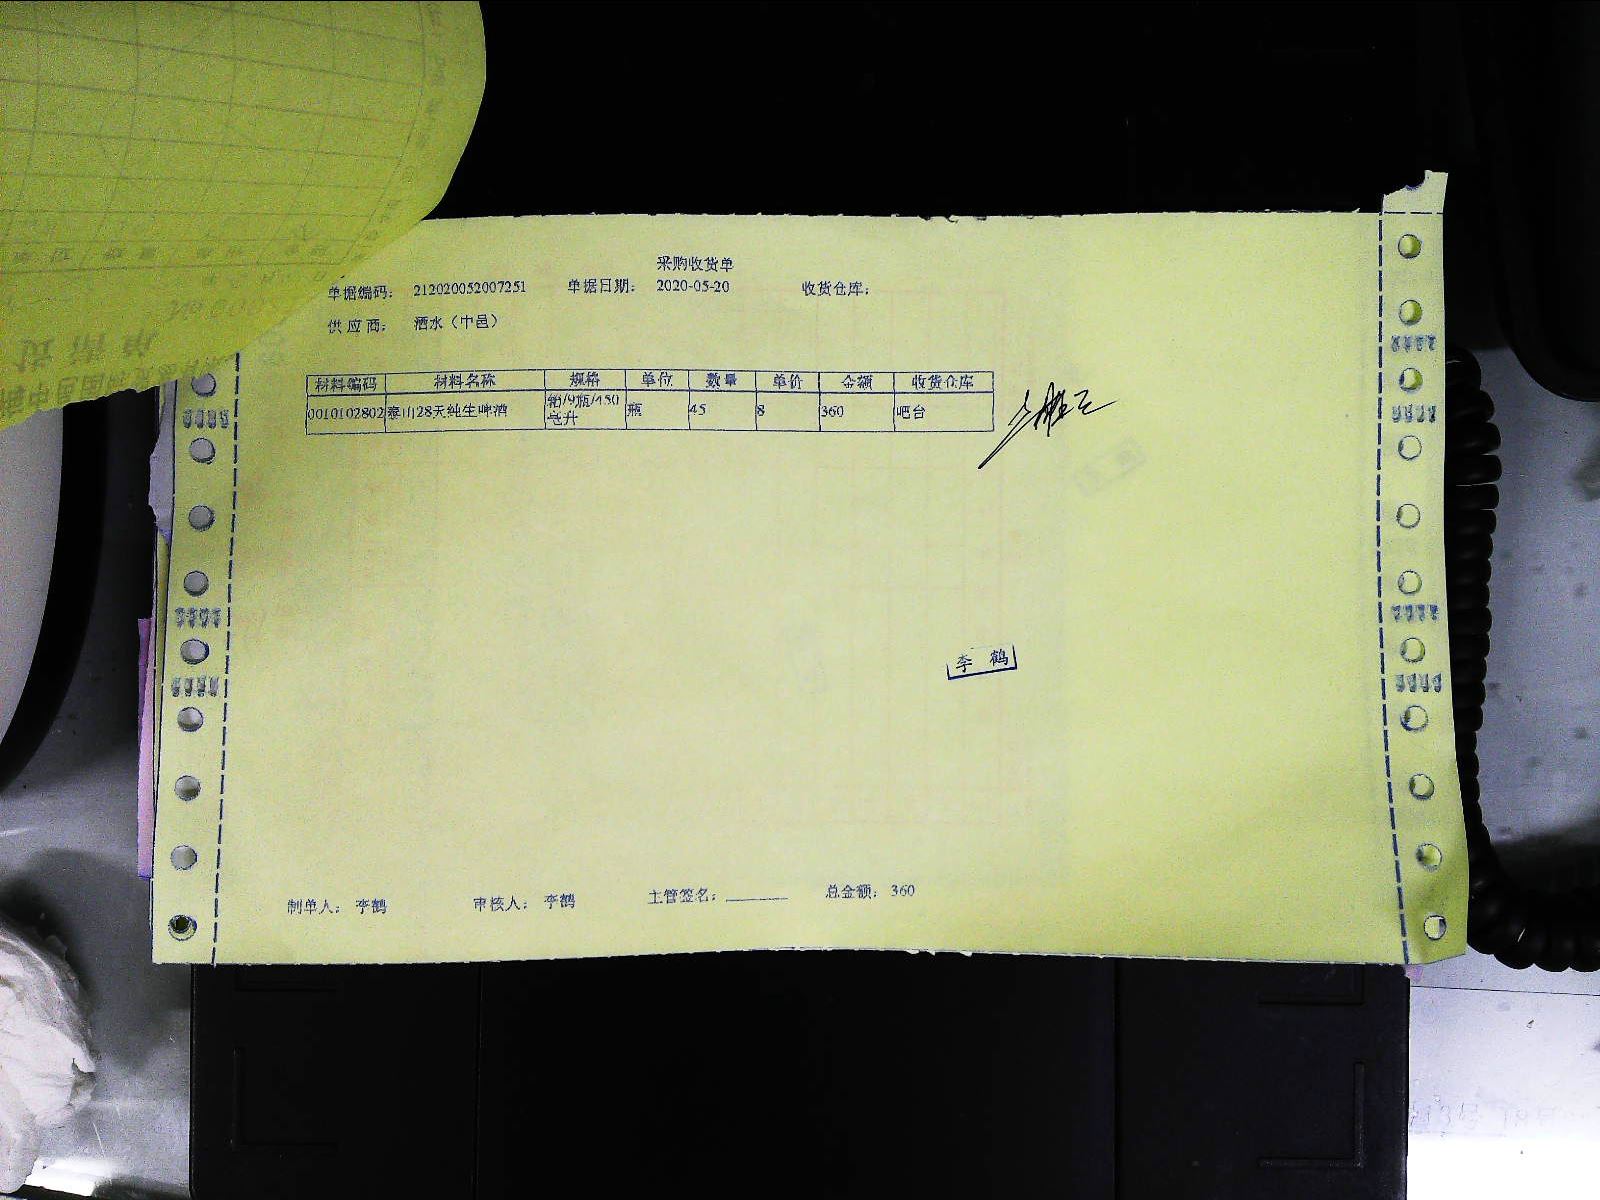 采购收货单
单据编码: 212020052007251 单据日期: 2020-05-20 收货仓库:
供应商: 酒水(中邑)
材料编码 材料名称 规格 单位 数量 单价 金额 收货仓库
0010102802 泰山28天纯生啤酒 箱/9瓶/450毫升 瓶 45 8 360 吧台
李鹤
制单人: 李鹤 审核人: 李鹤 主管签名: 总金额: 360